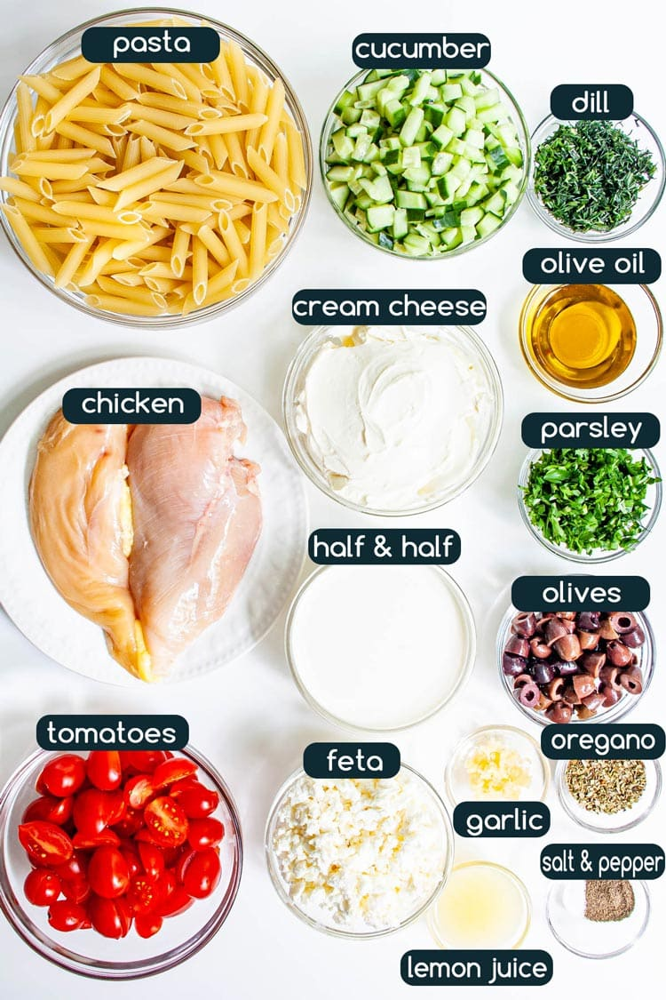 pasta
cucumber
dill
olive oil
cream cheese
chicken
parsley
half & half
olives
tomatoes
oregano
feta
garlic
salt & pepper
lemon juice